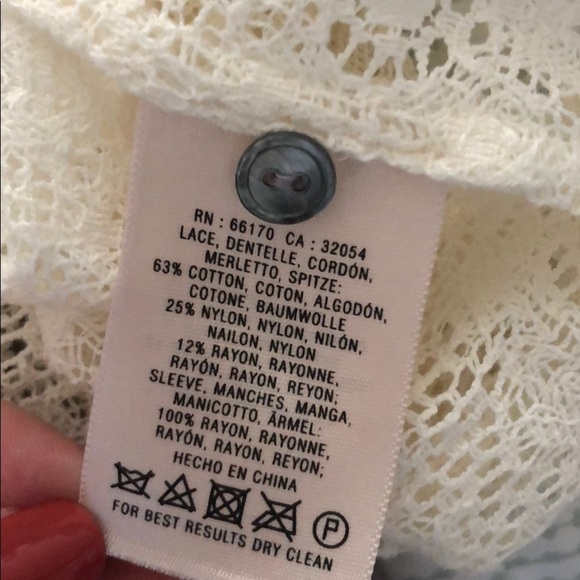 RN : 66170 CA : 32054
LACE, DENTELLE, CORDÓN,
MERLETTO, SPITZE:
63% COTTON, COTON, ALGODÓN,
COTONE, BAUMWOLLE
25% NYLON, NYLON, NILÓN,
NAILON, NYLON
12% RAYON, RAYONNE,
RAYÓN, RAYON, REYON;
SLEEVE, MANCHES, MANGA,
MANICOTTO, ÄRMEL:
100% RAYON, RAYONNE,
RAYÓN, RAYON, REYON;
HECHO EN CHINA
P
FOR BEST RESULTS DRY CLEAN